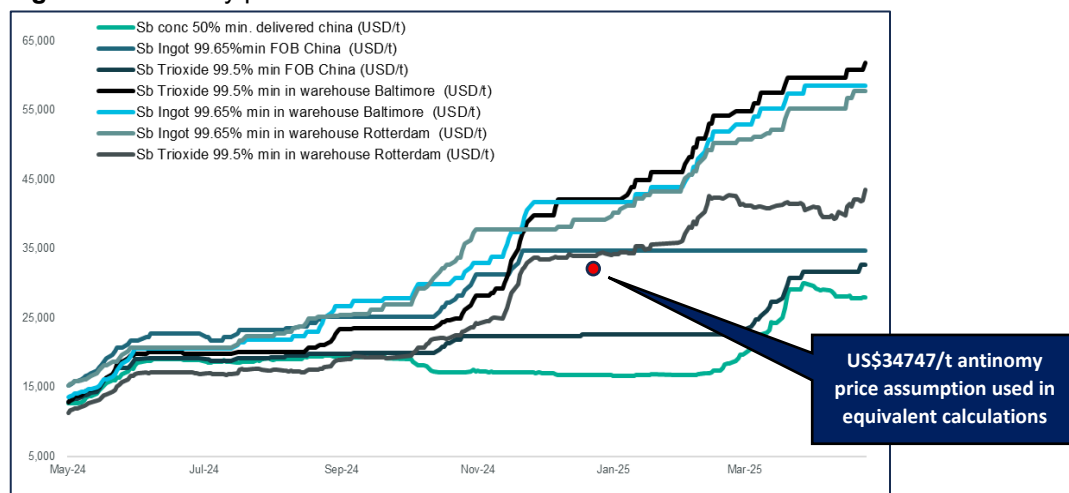 Sb conc 50% min. delivered china (USD/t)
Sb Ingot 99.65%min FOB China (USD/t)
Sb Trioxide 99.5% min FOB China (USD/t)
Sb Trioxide 99.5% min in warehouse Baltimore (USD/t)
Sb Ingot 99.65% min in warehouse Baltimore (USD/t)
Sb Ingot 99.65% min in warehouse Rotterdam (USD/t)
Sb Trioxide 99.5% min in warehouse Rotterdam (USD/t)
65,000
55,000
45,000
35,000
25,000
15,000
5,000
May-24 Jul-24 Sep-24 Nov-24 Jan-25 Mar-25
US$34747/t antinomy
price assumption used in
equivalent calculations